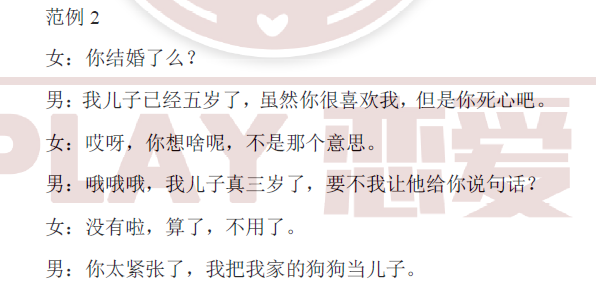 范例 2
女：你结婚了么？
男：我儿子已经五岁了，虽然你很喜欢我，但是你死心吧。
女：哎呀，你想啥呢，不是那个意思。
PLAY 恋爱
男：哦哦哦，我儿子真三岁了，要不我让他给你说句话？
女：没有啦，算了，不用了。
男：你太紧张了，我把我家的狗狗当儿子。